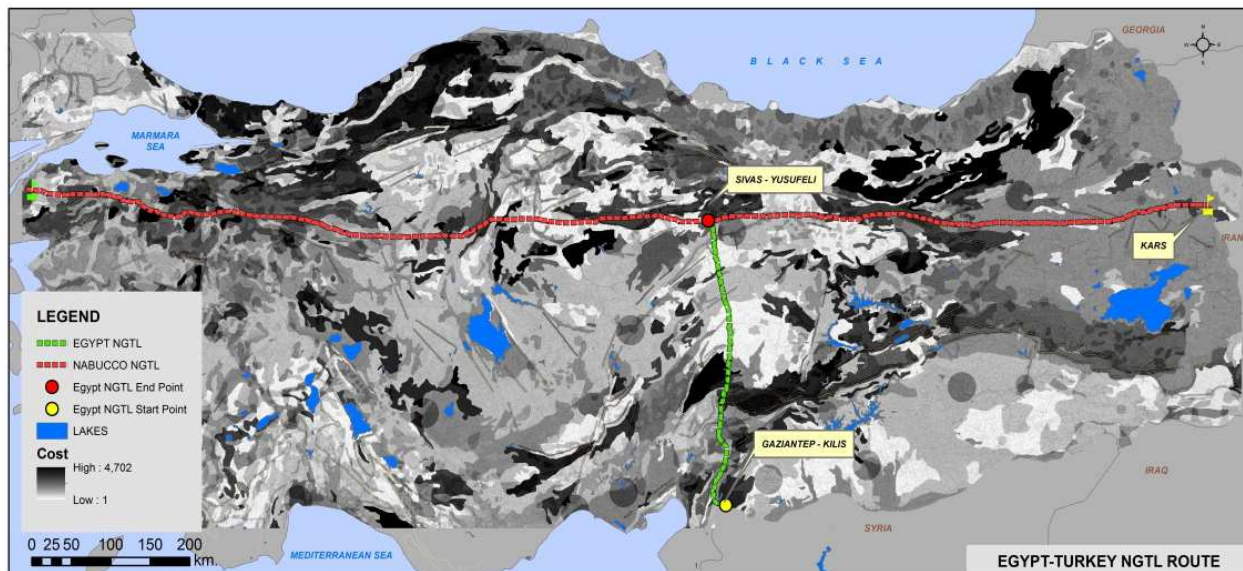 GEORGIA
N
W E
S
BLACK SEA
MARMARA
SEA
SIVAS - YUSUFELI
IRAN
KARS
LEGEND
EGYPT NGTL
NABUCCO NGTL
Egypt NGTL End Point
Egypt NGTL Start Point
LAKES
Cost
High : 4,702
Low : 1
GAZIANTEP - KILIS
IRAQ
SYRIA
MEDITERRANEAN SEA
0 25 50 100 150 200
km.
EGYPT-TURKEY NGTL ROUTE